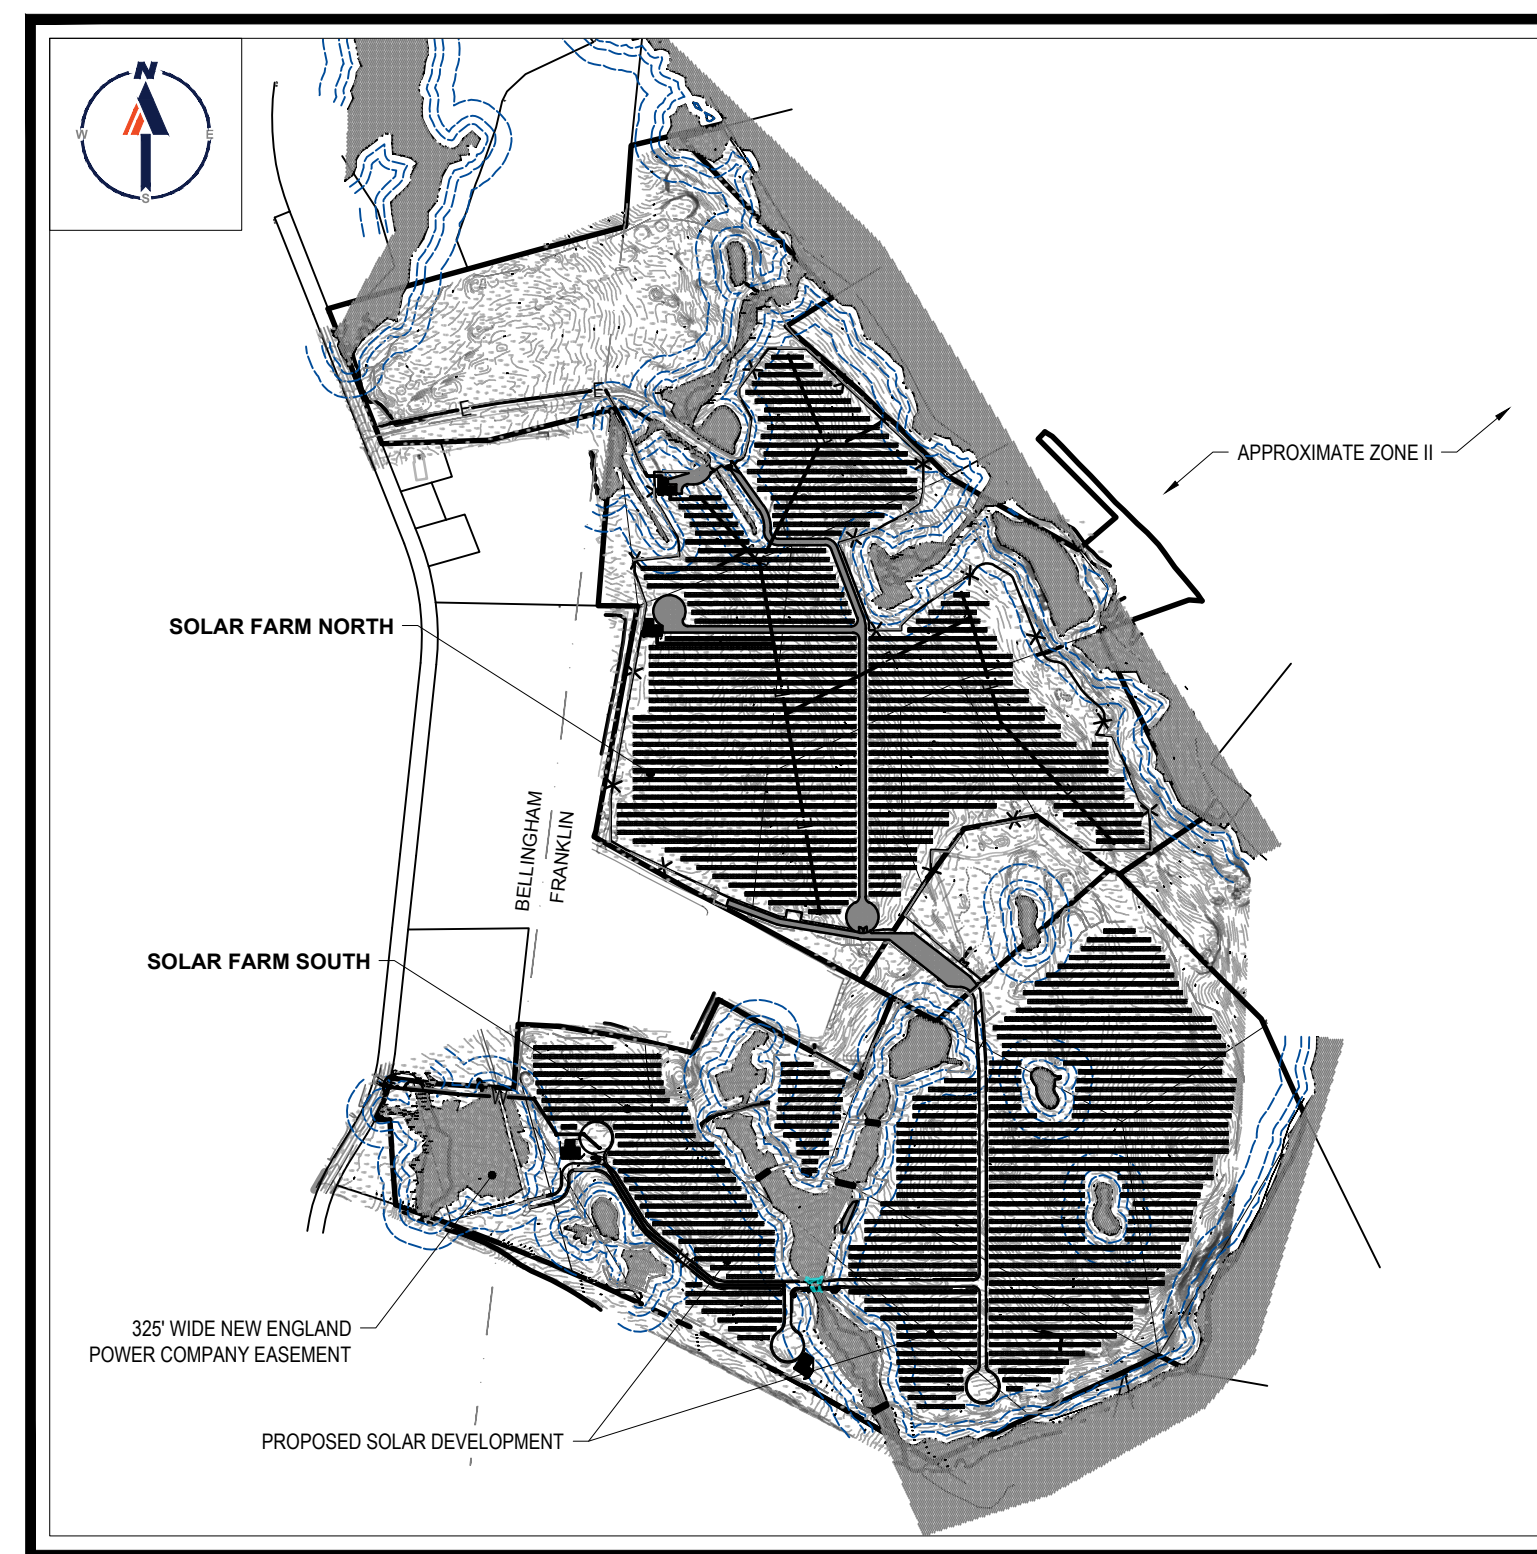 N
W
E
S
E
E
APPROXIMATE ZONE II
SOLAR FARM NORTH
BELLINGHAM
FRANKLIN
SOLAR FARM SOUTH
W
325' WIDE NEW ENGLAND
POWER COMPANY EASEMENT
PROPOSED SOLAR DEVELOPMENT